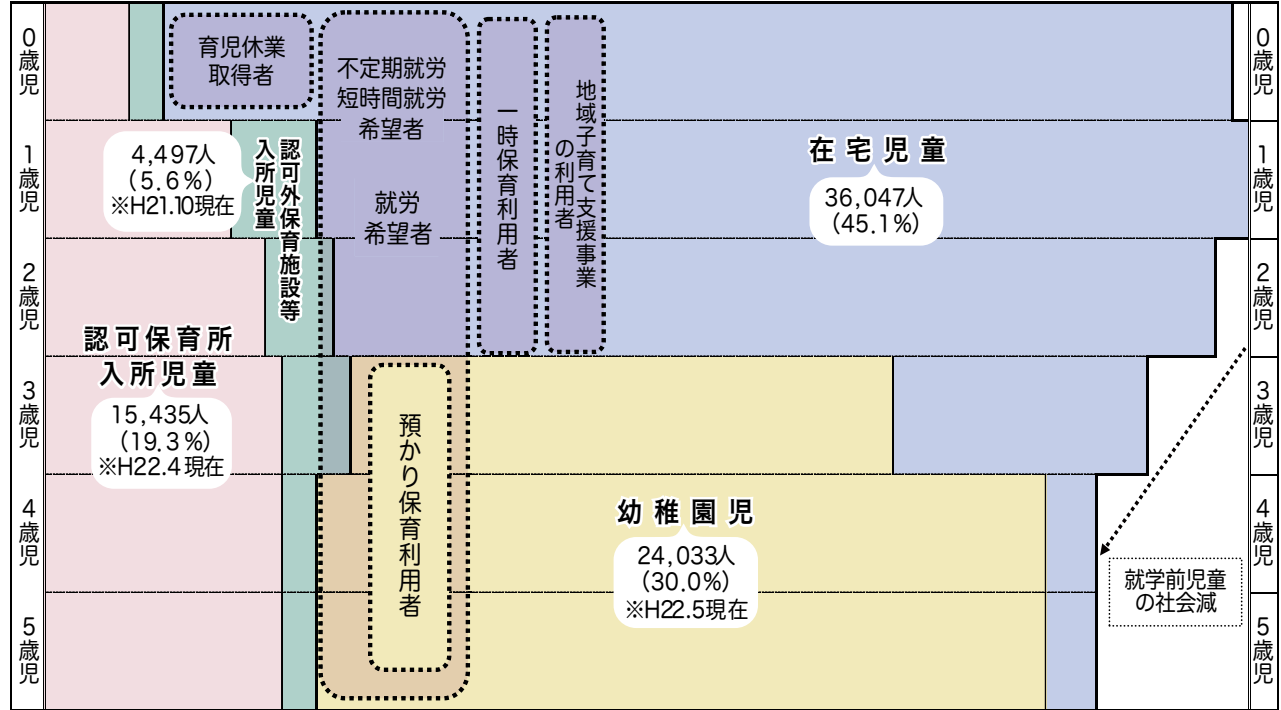 0歳児
1歳児
2歳児
3歳児
4歳児
5歳児
育児休業
取得者
不定期就労
短時間就労
希望者
就労
希望者
一時保育利用者
地域子育て支援事業
の利用者
在宅児童
36,047人
(45.1%)
認可外保育施設等
入所児童
4,497人
(5.6%)
※H21.10現在
認可保育所
入所児童
15,435人
(19.3%)
※H22.4現在
預かり保育利用者
幼稚園児
24,033人
(30.0%)
※H22.5現在
就学前児童
の社会減
0歳児
1歳児
2歳児
3歳児
4歳児
5歳児